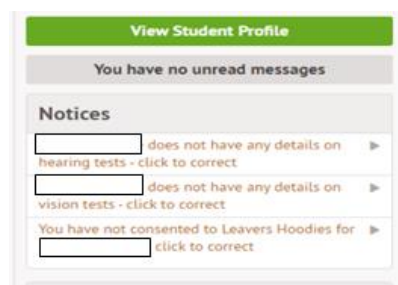 View Student Profile
You have no unread messages
Notices
does not have any details on
hearing tests - click to correct
does not have any details on
vision tests - click to correct
You have not consented to Leavers Hoodies for
click to correct